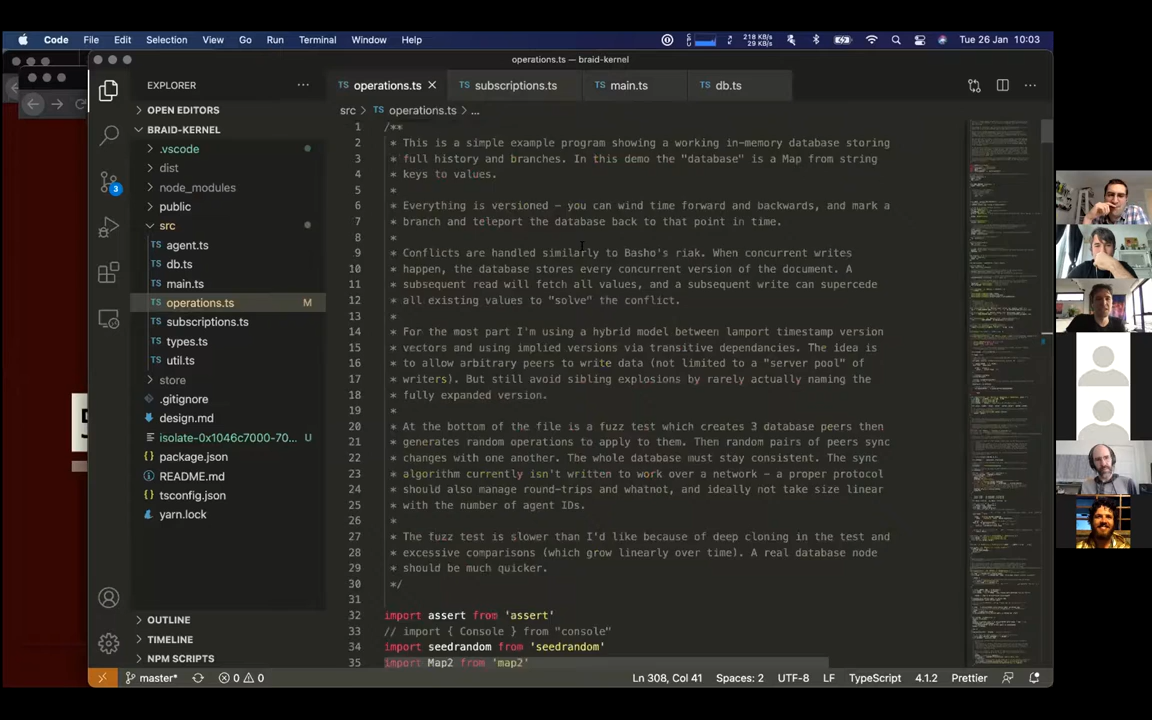 Code File Edit Selection View Go Run Terminal Window Help 218 KB/s 29 KB/s Tue 26 Jan 10:03
operations.ts — braid-kernel
EXPLORER
operations.ts
subscriptions.ts
main.ts
db.ts
src > operations.ts > ...
OPEN EDITORS
BRAID-KERNEL
.vscode
dist
node_modules
public
src
agent.ts
db.ts
main.ts
operations.ts M
subscriptions.ts
types.ts
util.ts
store
.gitignore
design.md
isolate-0x1046c7000-70... U
package.json
README.md
tsconfig.json
yarn.lock
OUTLINE
TIMELINE
NPM SCRIPTS
3
1 /**
2 * This is a simple example program showing a working in-memory database storing
3 * full history and branches. In this demo the "database" is a Map from string
4 * keys to values.
5 *
6 * Everything is versioned – you can wind time forward and backwards, and mark a
7 * branch and teleport the database back to that point in time.
8 *
9 * Conflicts are handled similarly to Basho's riak. When concurrent writes
10 * happen, the database stores every concurrent version of the document. A
11 * subsequent read will fetch all values, and a subsequent write can supercede
12 * all existing values to "solve" the conflict.
13 *
14 * For the most part I'm using a hybrid model between lamport timestamp version
15 * vectors and using implied versions via transitive dependancies. The idea is
16 * to allow arbitrary peers to write data (not limited to a "server pool" of
17 * writers). But still avoid sibling explosions by rarely actually naming the
18 * fully expanded version.
19 *
20 * At the bottom of the file is a fuzz test which creates 3 database peers then
21 * generates random operations to apply to them. Then random pairs of peers sync
22 * changes with one another. The whole database must stay consistent. The sync
23 * algorithm currently isn't written to work over a network – a proper protocol
24 * should also manage round-trips and whatnot, and ideally not take size linear
25 * with the number of agent IDs.
26 *
27 * The fuzz test is slower than I'd like because of deep cloning in the test and
28 * excessive comparisons (which grow linearly over time). A real database node
29 * should be much quicker.
30 */
31
32 import assert from 'assert'
33 // import { Console } from "console"
34 import seedrandom from 'seedrandom'
35 import Map2 from 'map2'
master* 0 0 Ln 308, Col 41 Spaces: 2 UTF-8 LF TypeScript 4.1.2 Prettier